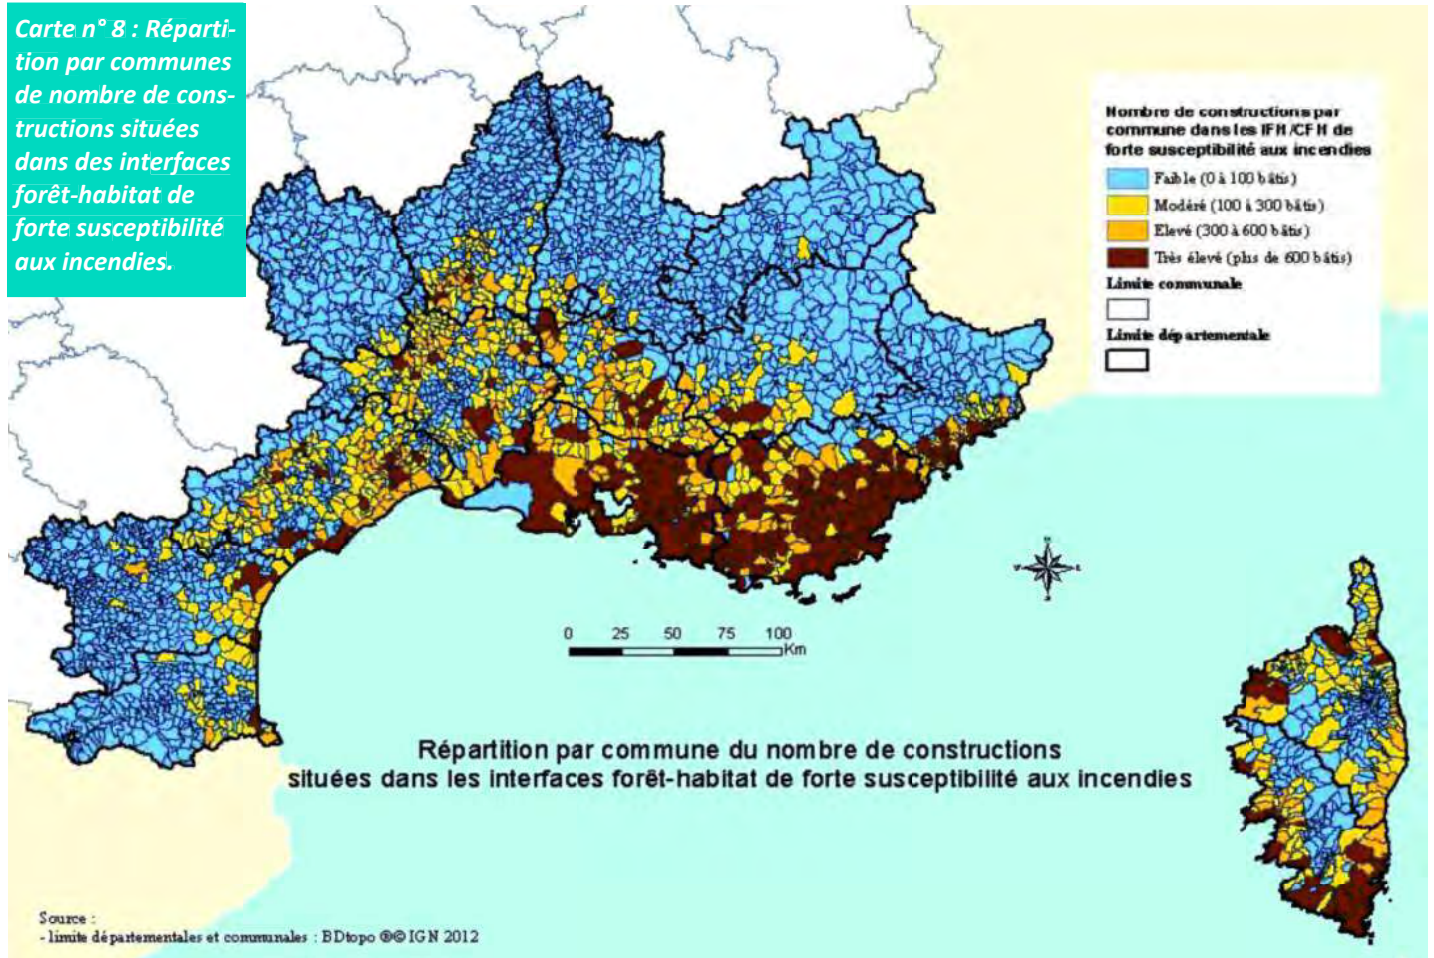 Carte n° 8 : Réparti-
tion par communes
de nombre de cons-
tructions situées
dans des interfaces
forêt-habitat de
forte susceptibilité
aux incendies.
Nombre de constructions par
commune dans les IFH/CFH de
forte susceptibilité aux incendies
Faible (0 à 100 bâtis)
Modéré (100 à 300 bâtis)
Elevé (300 à 600 bâtis)
Très élevé (plus de 600 bâtis)
Limite communale
Limite départementale
N
W E
S
0 25 50 75 100
Km
Répartition par commune du nombre de constructions
situées dans les interfaces forêt-habitat de forte susceptibilité aux incendies
Source :
- limite départementales et communales : BDtopo ®© IGN 2012